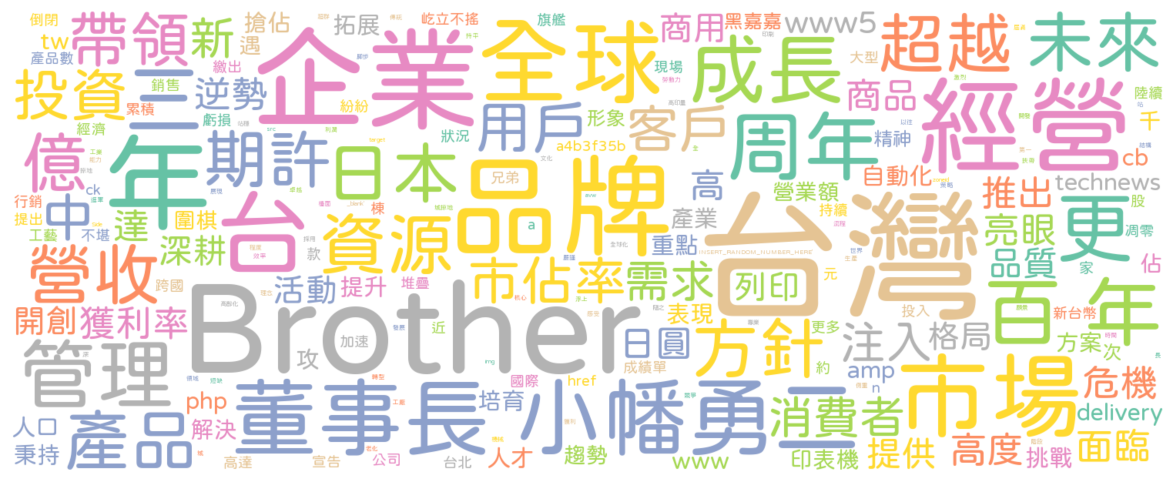 倒閉
帶領
新
搶佔
拓展
屹立不搖
旗艦
商用
黑嘉嘉
www5
超越
未來
tw
產品數
遇
企業
全球
成長
大型
繳出
現場
投資
三
銷售
逆勢
商品
經營
陸續
累積
紛紛
用戶
形象
客戶
周年
千
經濟
虧損
狀況
a4b3f35b
精神
億
年
期許
日本
品牌
cb
自動化
technews
兄弟
高
推出
行銷
ck
營業額
股
提出
中
達
圍棋
棟
台
資源
a
產業
持續
台灣
亮眼
更
凋零
工藝
不堪
深耕
款
重點
INSERT_RANDOM_NUMBER_HERE
品質
家
佔
營收
跨國
活動
提升
堆疊
市佔率
需求
列印
元
百年
開創
獲利率
Brother
近
表現
投入
新台幣
管理
攻
加速
日圓
方針
更多
注入
格局
方案
次
成績單
約
國際
href
amp
n
市場
危機
php
董事長
培育
小幡勇二
消費者
delivery
人口
產品
解決
秉持
高達
宣告
公司
台北
人才
趨勢
www
印表機
提供
高度
挑戰
面臨